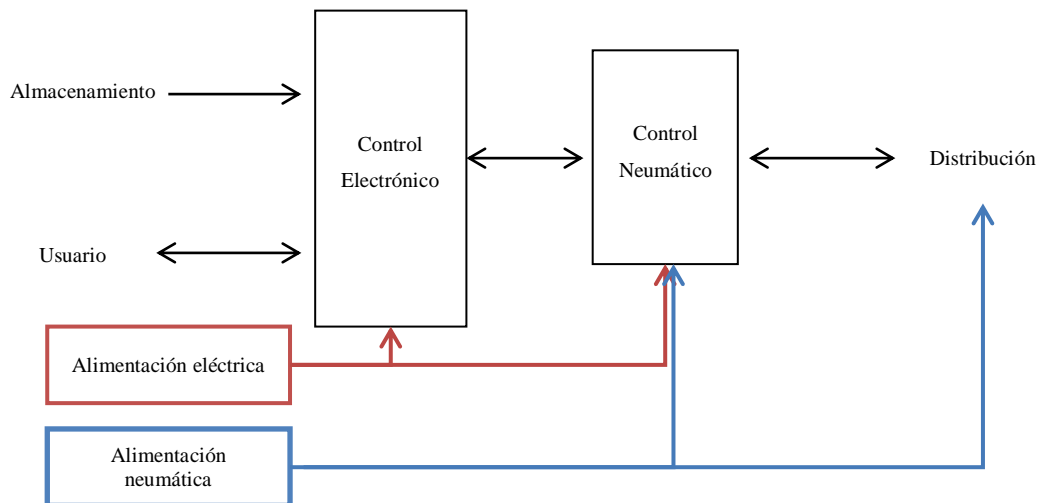 Almacenamiento
Control
Electrónico
Control
Neumático
Distribución
Usuario
Alimentación eléctrica
Alimentación
neumática